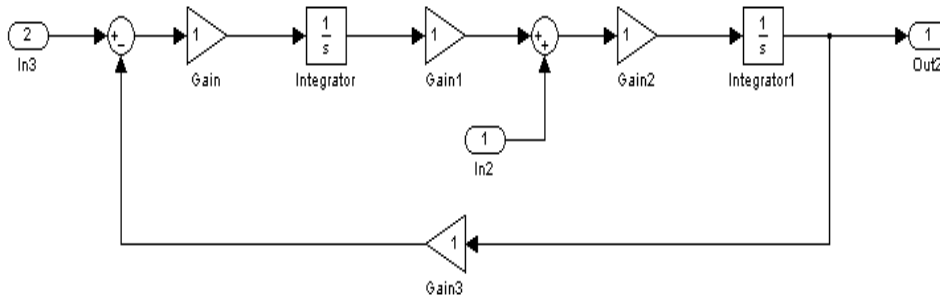 2
In3
+
−
1
Gain
1
s
Integrator
1
Gain1
+
+
1
Gain2
1
s
Integrator1
1
Out2
1
In2
1
Gain3